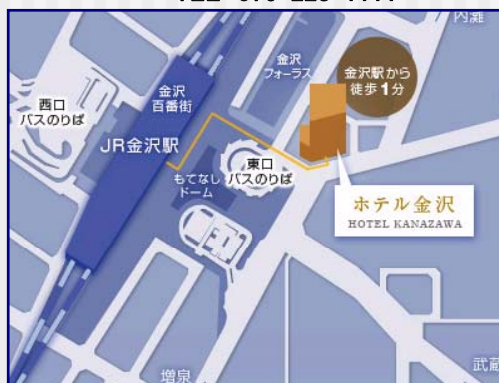 内灘
金沢
フォーラス
金沢駅から
徒歩1分
金沢
百番街
西口
バスのりば
JR金沢駅
東口
バスのりば
もてなし
ドーム
ホテル金沢
HOTEL KANAZAWA
武蔵
増泉